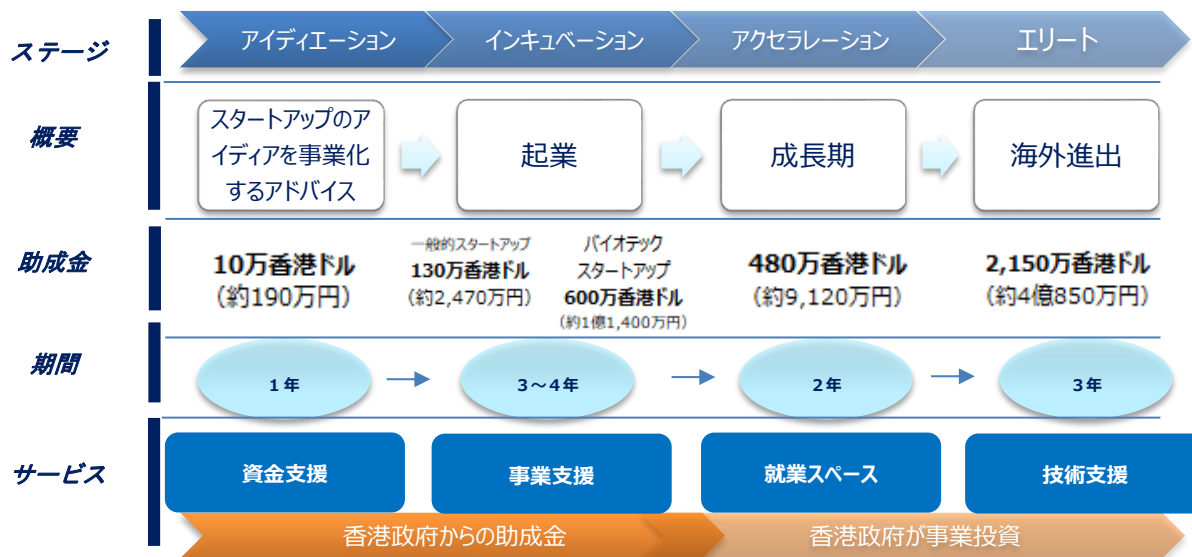 ステージ
アイディエーション
インキュベーション
アクセラレーション
エリート
概要
スタートアップのア
イディアを事業化
するアドバイス
起業
成長期
海外進出
助成金
10万香港ドル
（約190万円）
一般的スタートアップ
130万香港ドル
（約2,470万円）
バイオテック
スタートアップ
600万香港ドル
（約1億1,400万円）
480万香港ドル
（約9,120万円）
2,150万香港ドル
（約4億850万円）
期間
1年
3～4年
2年
3年
サービス
資金支援
事業支援
就業スペース
技術支援
香港政府からの助成金
香港政府が事業投資